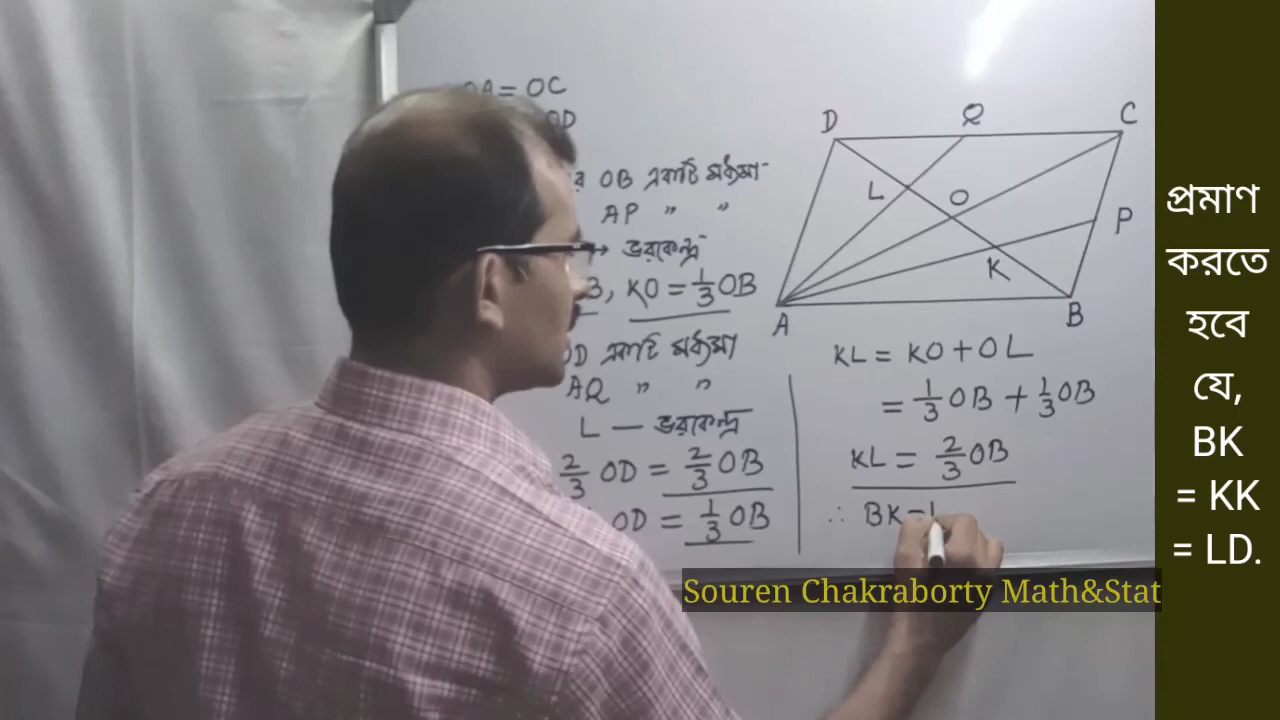 OA = OC
OD
র OB একটি মধ্যমা
AP " "
→ ভরকেন্দ্র
B, KO = 1/3 OB
OD একটি মধ্যমা
AQ " "
L — ভরকেন্দ্র
2/3 OD = 2/3 OB
OD = 1/3 OB
D Q C
L O P
K
A B
KL = KO + OL
= 1/3 OB + 1/3 OB
KL = 2/3 OB
∴ BK = L
Souren Chakraborty Math&Stat
প্রমাণ
করতে
হবে
যে,
BK
= KK
= LD.